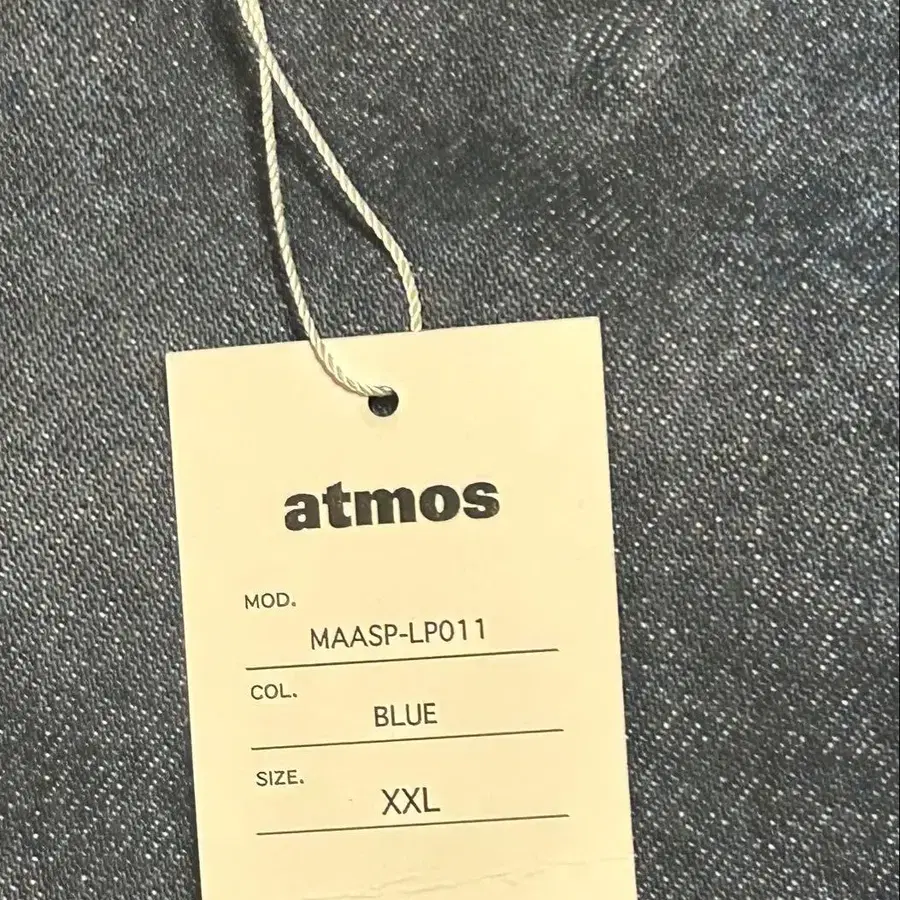 atmos
MOD.
MAASP-LP011
COL.
BLUE
SIZE.
XXL